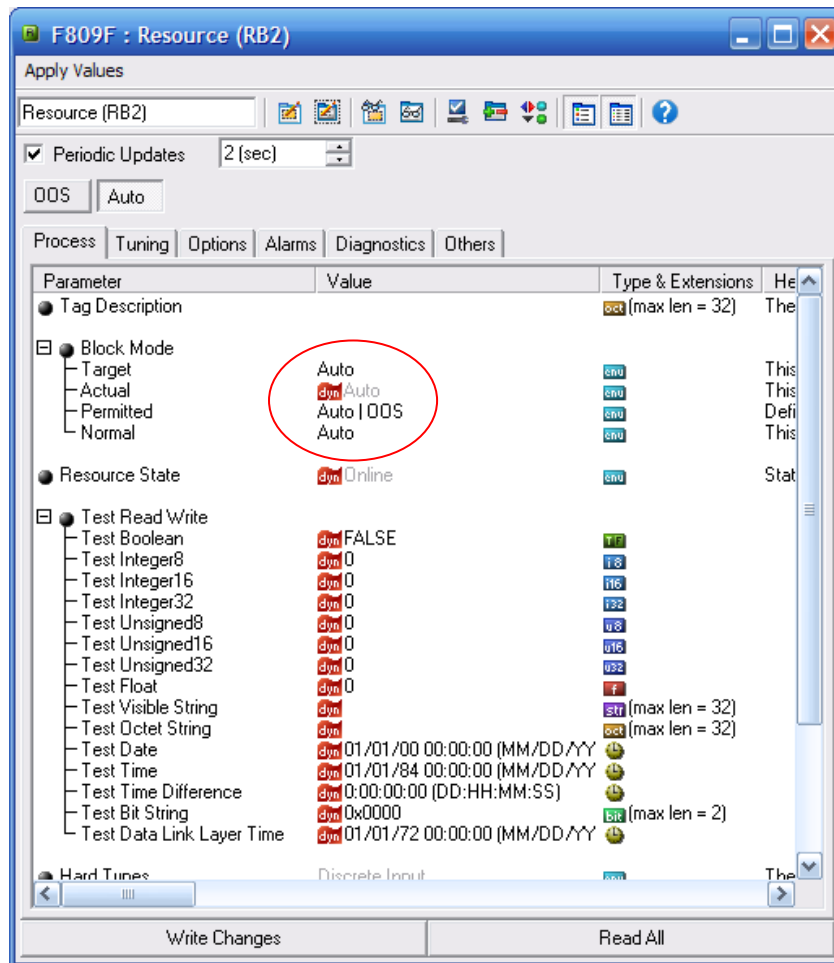 F809F : Resource (RB2)
Apply Values
Resource (RB2)
Periodic Updates 2 (sec)
OOS Auto
Process Tuning Options Alarms Diagnostics Others
Parameter Value Type & Extensions He
Tag Description oct (max len = 32) The
Block Mode
Target Auto enu This
Actual dyn Auto enu This
Permitted Auto | OOS enu Defi
Normal Auto enu This
Resource State dyn Online enu Stat
Test Read Write
Test Boolean dyn FALSE T F
Test Integer8 dyn 0 i 8
Test Integer16 dyn 0 i16
Test Integer32 dyn 0 i32
Test Unsigned8 dyn 0 u 8
Test Unsigned16 dyn 0 u16
Test Unsigned32 dyn 0 u32
Test Float dyn 0 f
Test Visible String dyn str (max len = 32)
Test Octet String dyn oct (max len = 32)
Test Date dyn 01/01/00 00:00:00 (MM/DD/YY
Test Time dyn 01/01/84 00:00:00 (MM/DD/YY
Test Time Difference dyn 0:00:00:00 (DD:HH:MM:SS)
Test Bit String dyn 0x0000 bit (max len = 2)
Test Data Link Layer Time dyn 01/01/72 00:00:00 (MM/DD/YY
Hard Types Discrete Input enu The
Write Changes Read All